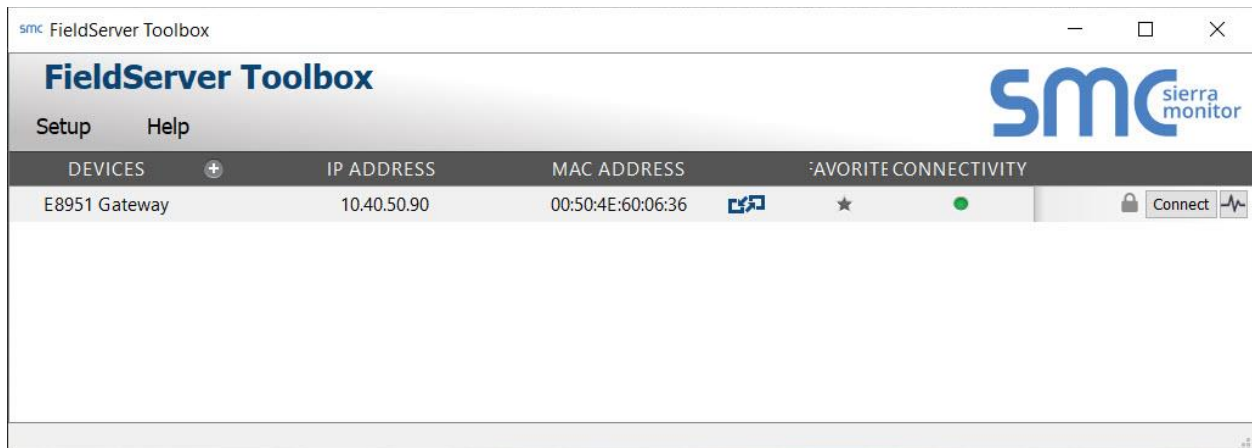 smc FieldServer Toolbox
FieldServer Toolbox
smc sierra monitor
Setup Help
DEVICES IP ADDRESS MAC ADDRESS FAVORITE CONNECTIVITY
E8951 Gateway 10.40.50.90 00:50:4E:60:06:36 Connect